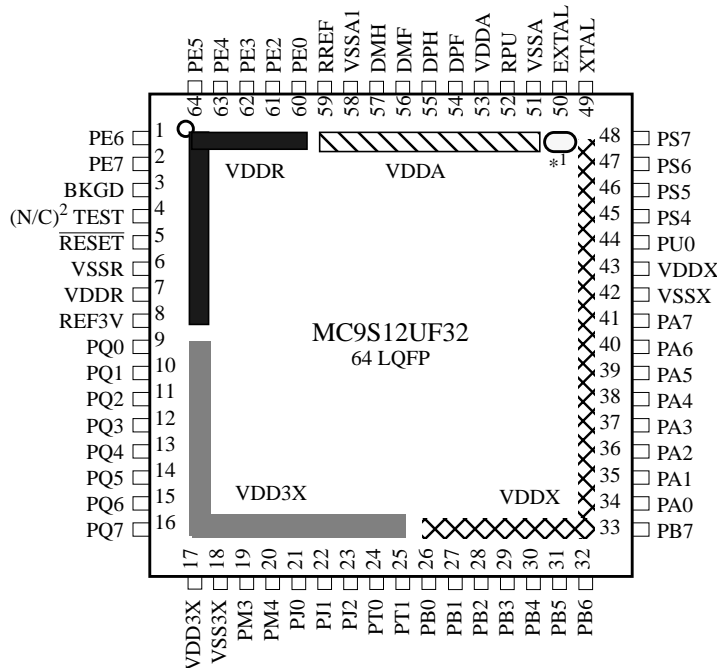 PE5
PE4
PE3
PE2
PE0
RREF
VSSA1
DMH
DMF
DPH
DPF
VDDA
RPU
VSSA
EXTAL
XTAL
64
63
62
61
60
59
58
57
56
55
54
53
52
51
50
49
PE6 1
PE7 2
BKGD 3
(N/C)² TEST 4
RESET 5
VSSR 6
VDDR 7
REF3V 8
PQ0 9
PQ1 10
PQ2 11
PQ3 12
PQ4 13
PQ5 14
PQ6 15
PQ7 16
VDDR
VDDA
*1
MC9S12UF32
64 LQFP
VDD3X
VDDX
48 PS7
47 PS6
46 PS5
45 PS4
44 PU0
43 VDDX
42 VSSX
41 PA7
40 PA6
39 PA5
38 PA4
37 PA3
36 PA2
35 PA1
34 PA0
33 PB7
17
18
19
20
21
22
23
24
25
26
27
28
29
30
31
32
VDD3X
VSS3X
PM3
PM4
PJ0
PJ1
PJ2
PT0
PT1
PB0
PB1
PB2
PB3
PB4
PB5
PB6